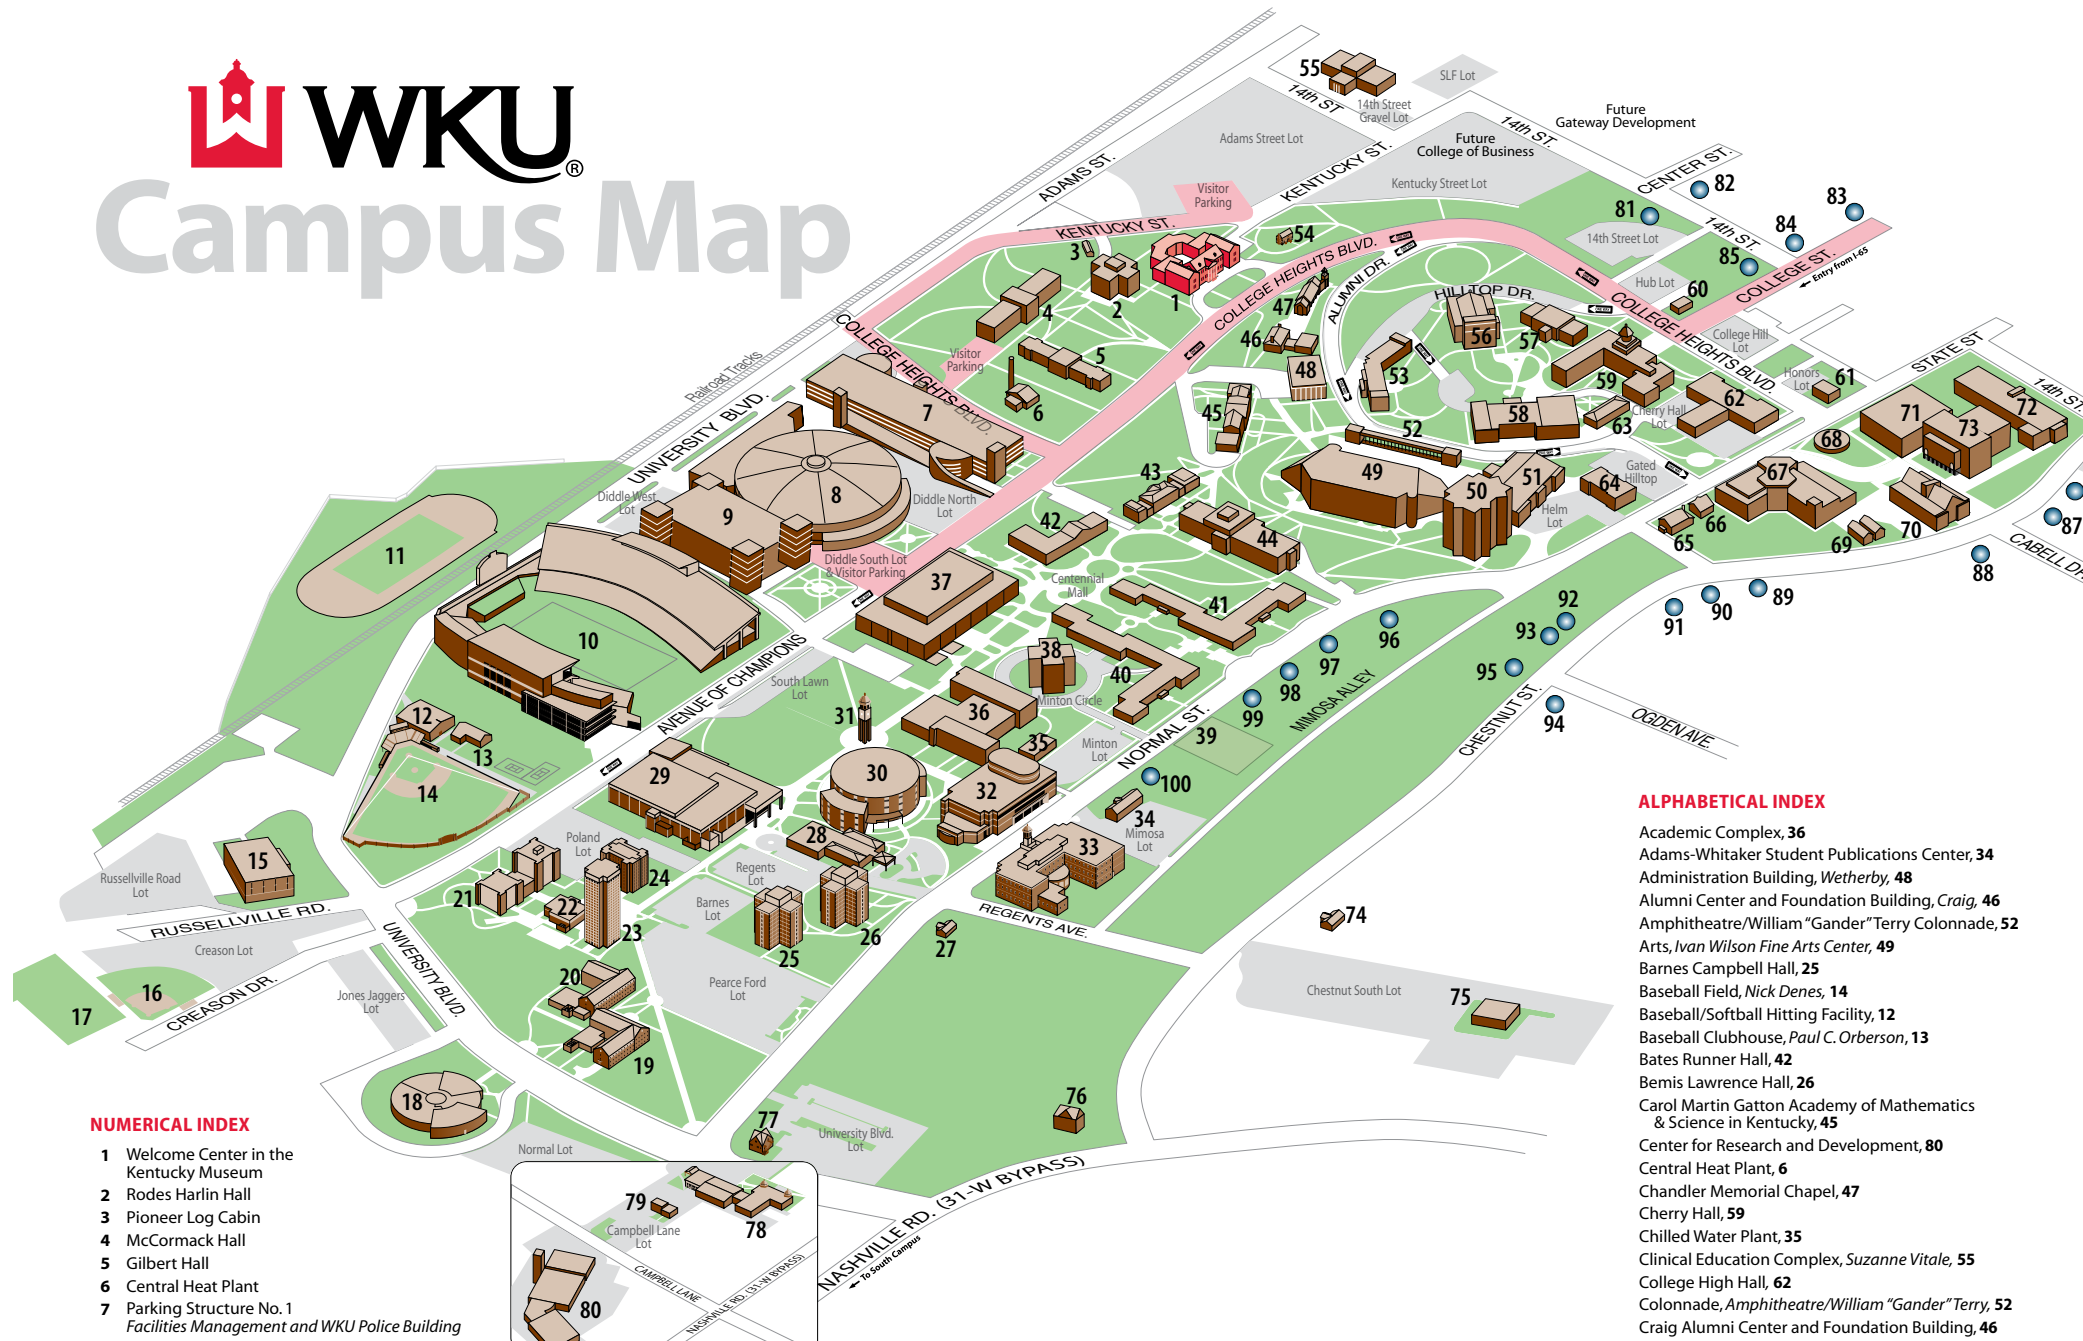 WKU®
Campus Map
55
SLF Lot
14th ST
14th Street
Gravel Lot
Future
Gateway Development
Adams Street Lot
Future
College of Business
14th ST.
ADAMS ST.
KENTUCKY ST.
Kentucky Street Lot
CENTER ST.
82
Visitor
Parking
81
83
84
14th ST.
KENTUCKY ST.
3
54
14th Street Lot
85
COLLEGE ST.
Entry from I-65
1
2
4
COLLEGE HEIGHTS BLVD.
ALUMNI DR.
HILLTOP DR.
Hub Lot
60
47
46
56
57
COLLEGE HEIGHTS BLVD.
College Hill
Lot
STATE ST
COLLEGE HEIGHTS BLVD.
Visitor
Parking
5
48
53
59
Honors
Lot
61
14th ST.
Railroad Tracks
6
7
45
58
63
Cherry Hall
Lot
62
71
72
73
UNIVERSITY BLVD.
52
68
8
43
49
50
51
64
Gated
Hilltop
67
Diddle West
Lot
Diddle North
Lot
9
42
44
Helm
Lot
66
65
69
70
87
CABELL DR.
11
Diddle South Lot
& Visitor Parking
37
Centennial
Mall
88
89
90
91
10
41
92
93
96
38
97
95
40
98
AVENUE OF CHAMPIONS
South Lawn
Lot
Minton Circle
MIMOSA ALLEY
99
94
CHESTNUT ST.
OGDEN AVE.
12
31
36
35
39
NORMAL ST.
13
Minton
Lot
14
29
30
32
100
34
Mimosa
Lot
15
Poland
Lot
28
33
Russellville Road
Lot
24
Regents
Lot
21
22
Barnes
Lot
REGENTS AVE.
RUSSELLVILLE RD.
23
26
27
74
Creason Lot
UNIVERSITY BLVD.
25
20
Pearce Ford
Lot
Chestnut South Lot
75
16
17
CREASON DR.
Jones Jaggers
Lot
19
18
77
76
University Blvd.
Lot
Normal Lot
NASHVILLE RD. (31-W BYPASS)
To South Campus
79
78
Campbell Lane
Lot
CAMPBELL LANE
NASHVILLE RD. (31-W BYPASS)
80
NUMERICAL INDEX
1 Welcome Center in the
Kentucky Museum
2 Rodes Harlin Hall
3 Pioneer Log Cabin
4 McCormack Hall
5 Gilbert Hall
6 Central Heat Plant
7 Parking Structure No. 1
Facilities Management and WKU Police Building
ALPHABETICAL INDEX
Academic Complex, 36
Adams-Whitaker Student Publications Center, 34
Administration Building, Wetherby, 48
Alumni Center and Foundation Building, Craig, 46
Amphitheatre/William “Gander” Terry Colonnade, 52
Arts, Ivan Wilson Fine Arts Center, 49
Barnes Campbell Hall, 25
Baseball Field, Nick Denes, 14
Baseball/Softball Hitting Facility, 12
Baseball Clubhouse, Paul C. Orberson, 13
Bates Runner Hall, 42
Bemis Lawrence Hall, 26
Carol Martin Gatton Academy of Mathematics
& Science in Kentucky, 45
Center for Research and Development, 80
Central Heat Plant, 6
Chandler Memorial Chapel, 47
Cherry Hall, 59
Chilled Water Plant, 35
Clinical Education Complex, Suzanne Vitale, 55
College High Hall, 62
Colonnade, Amphitheatre/William “Gander” Terry, 52
Craig Alumni Center and Foundation Building, 46